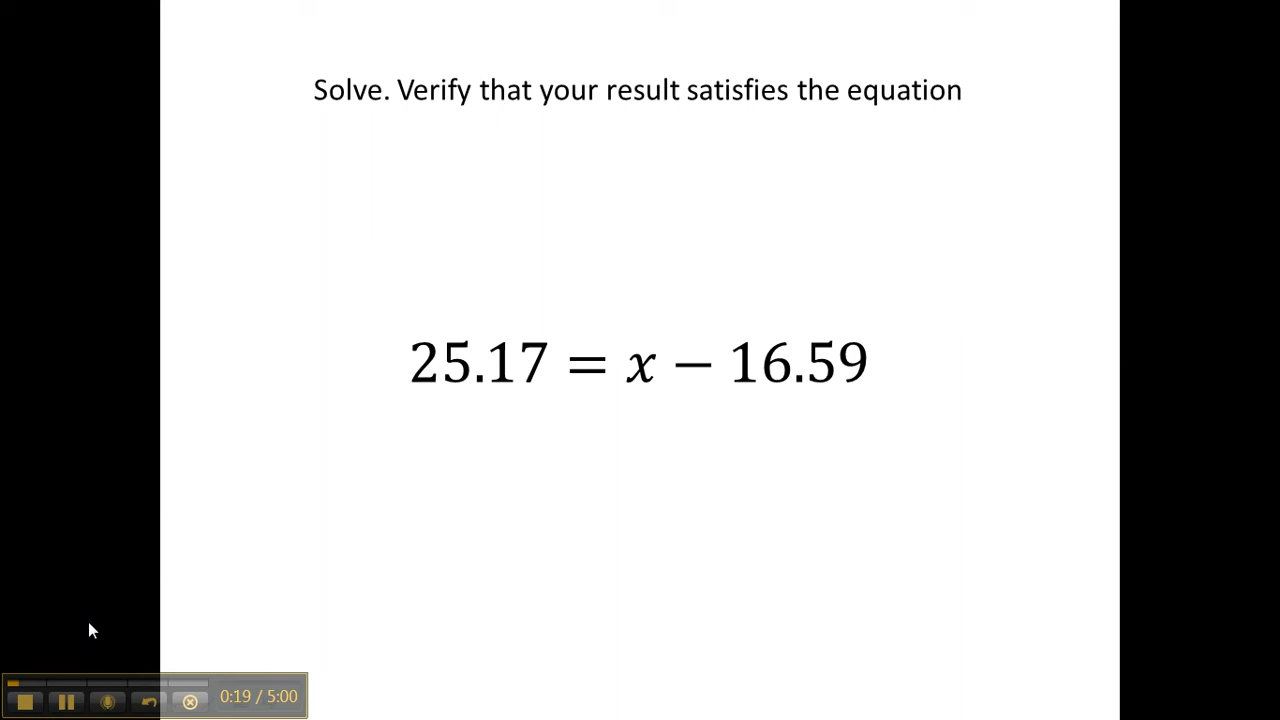 Solve. Verify that your result satisfies the equation
25.17 = x − 16.59
0:19 / 5:00